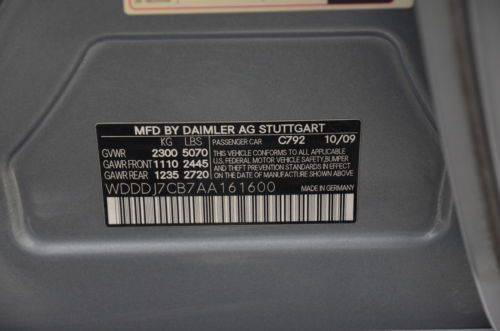 MFD BY DAIMLER AG STUTTGART
KG LBS PASSENGER CAR C792 10/09
GVWR 2300 5070 THIS VEHICLE CONFORMS TO ALL APPLICABLE
GAWR FRONT 1110 2445 U.S. FEDERAL MOTOR VEHICLE SAFETY,BUMPER
GAWR REAR 1235 2720 AND THEFT PREVENTION STANDARDS IN EFFECT
ON THE DATE OF MANUFACTURE SHOWN ABOVE
WDDDJ7CB7AA161600 MADE IN GERMANY